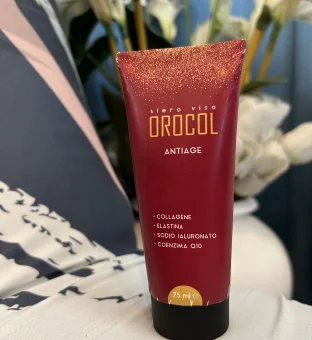 siero viso
OROCOL
ANTIAGE
- COLLAGENE
- ELASTINA
- SODIO IALURONATO
- COENZIMA Q10
75 ml ℮